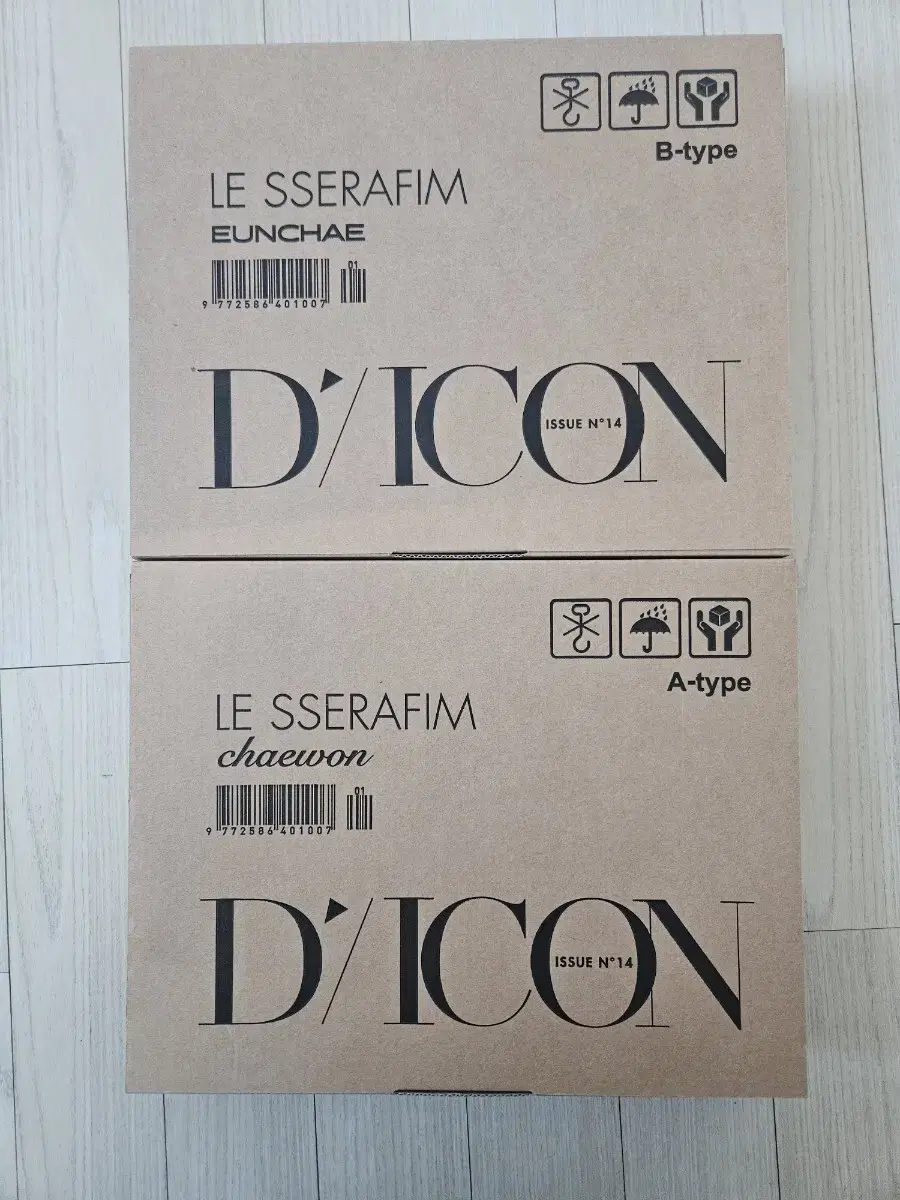 B-type
LE SSERAFIM
EUNCHAE
01
9 772586 401007
D'/ICON
ISSUE N°14
A-type
LE SSERAFIM
chaewon
01
9 772586 401007
D'/ICON
ISSUE N°14